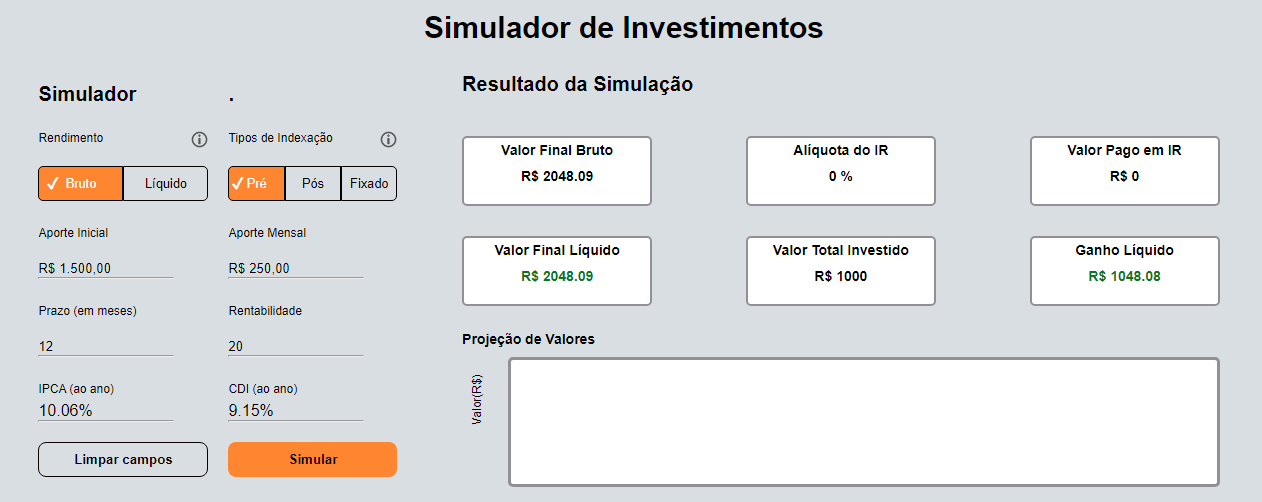 Simulador de Investimentos
Simulador .
Rendimento Tipos de Indexação
✓ Bruto Líquido ✓ Pré Pós Fixado
Aporte Inicial Aporte Mensal
R$ 1.500,00 R$ 250,00
Prazo (em meses) Rentabilidade
12 20
IPCA (ao ano) CDI (ao ano)
10.06% 9.15%
Limpar campos Simular
Resultado da Simulação
Valor Final Bruto Alíquota do IR Valor Pago em IR
R$ 2048.09 0 % R$ 0
Valor Final Líquido Valor Total Investido Ganho Líquido
R$ 2048.09 R$ 1000 R$ 1048.08
Projeção de Valores
Valor(R$)